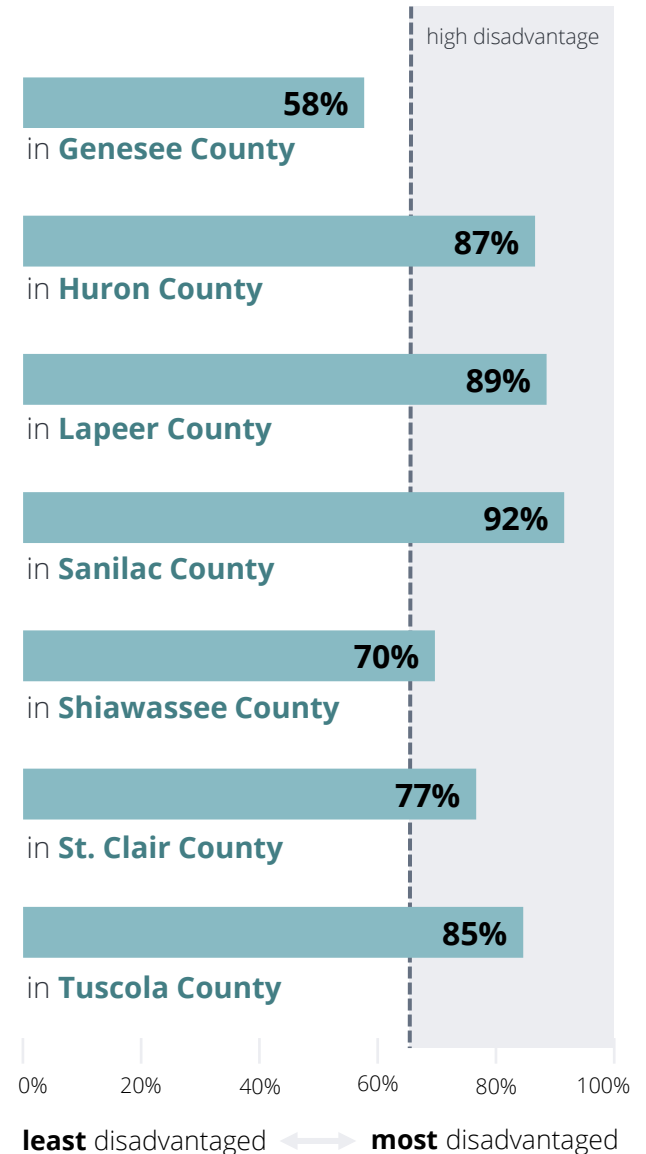 high disadvantage
58%
in Genesee County
87%
in Huron County
89%
in Lapeer County
92%
in Sanilac County
70%
in Shiawassee County
77%
in St. Clair County
85%
in Tuscola County
0% 20% 40% 60% 80% 100%
least disadvantaged most disadvantaged